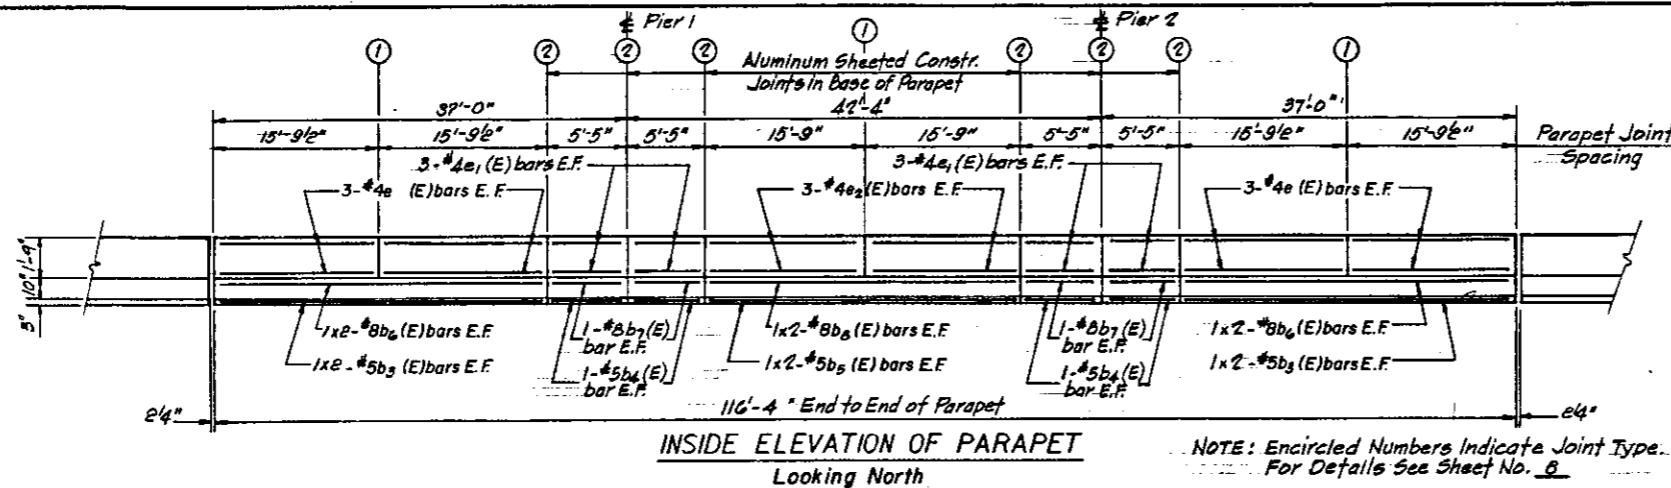 ℄ Pier 1
℄ Pier 2
1
2
2
2
1
2
2
2
1
Aluminum Sheeted Constr.
Joints in Base of Parapet
37'-0"
42'-4"
37'-0"
15'-9½"
15'-9½"
5'-5"
5'-5"
15'-9"
15'-9"
5'-5"
5'-5"
15'-9½"
15'-9½"
Parapet Joint
Spacing
3-#4e1 (E) bars E.F.
3-#4e1 (E) bars E.F.
3-#4e (E) bars E.F.
3-#4e2 (E) bars E.F.
3-#4e (E) bars E.F.
1'-9"
10"
3"
1x2-#8b6 (E) bars E.F.
1-#8b7 (E)
bar E.F.
1x2-#8b8 (E) bars E.F.
1-#8b7 (E)
bar E.F.
1x2-#8b6 (E) bars E.F.
1x2-#5b3 (E) bars E.F.
1-#5b4 (E)
bar E.F.
1x2-#5b5 (E) bars E.F.
1-#5b4 (E)
bar E.F.
1x2-#5b3 (E) bars E.F.
2¼"
116'-4" End to End of Parapet
2¼"
INSIDE ELEVATION OF PARAPET
Looking North
NOTE: Encircled Numbers Indicate Joint Type.
For Details See Sheet No. 8